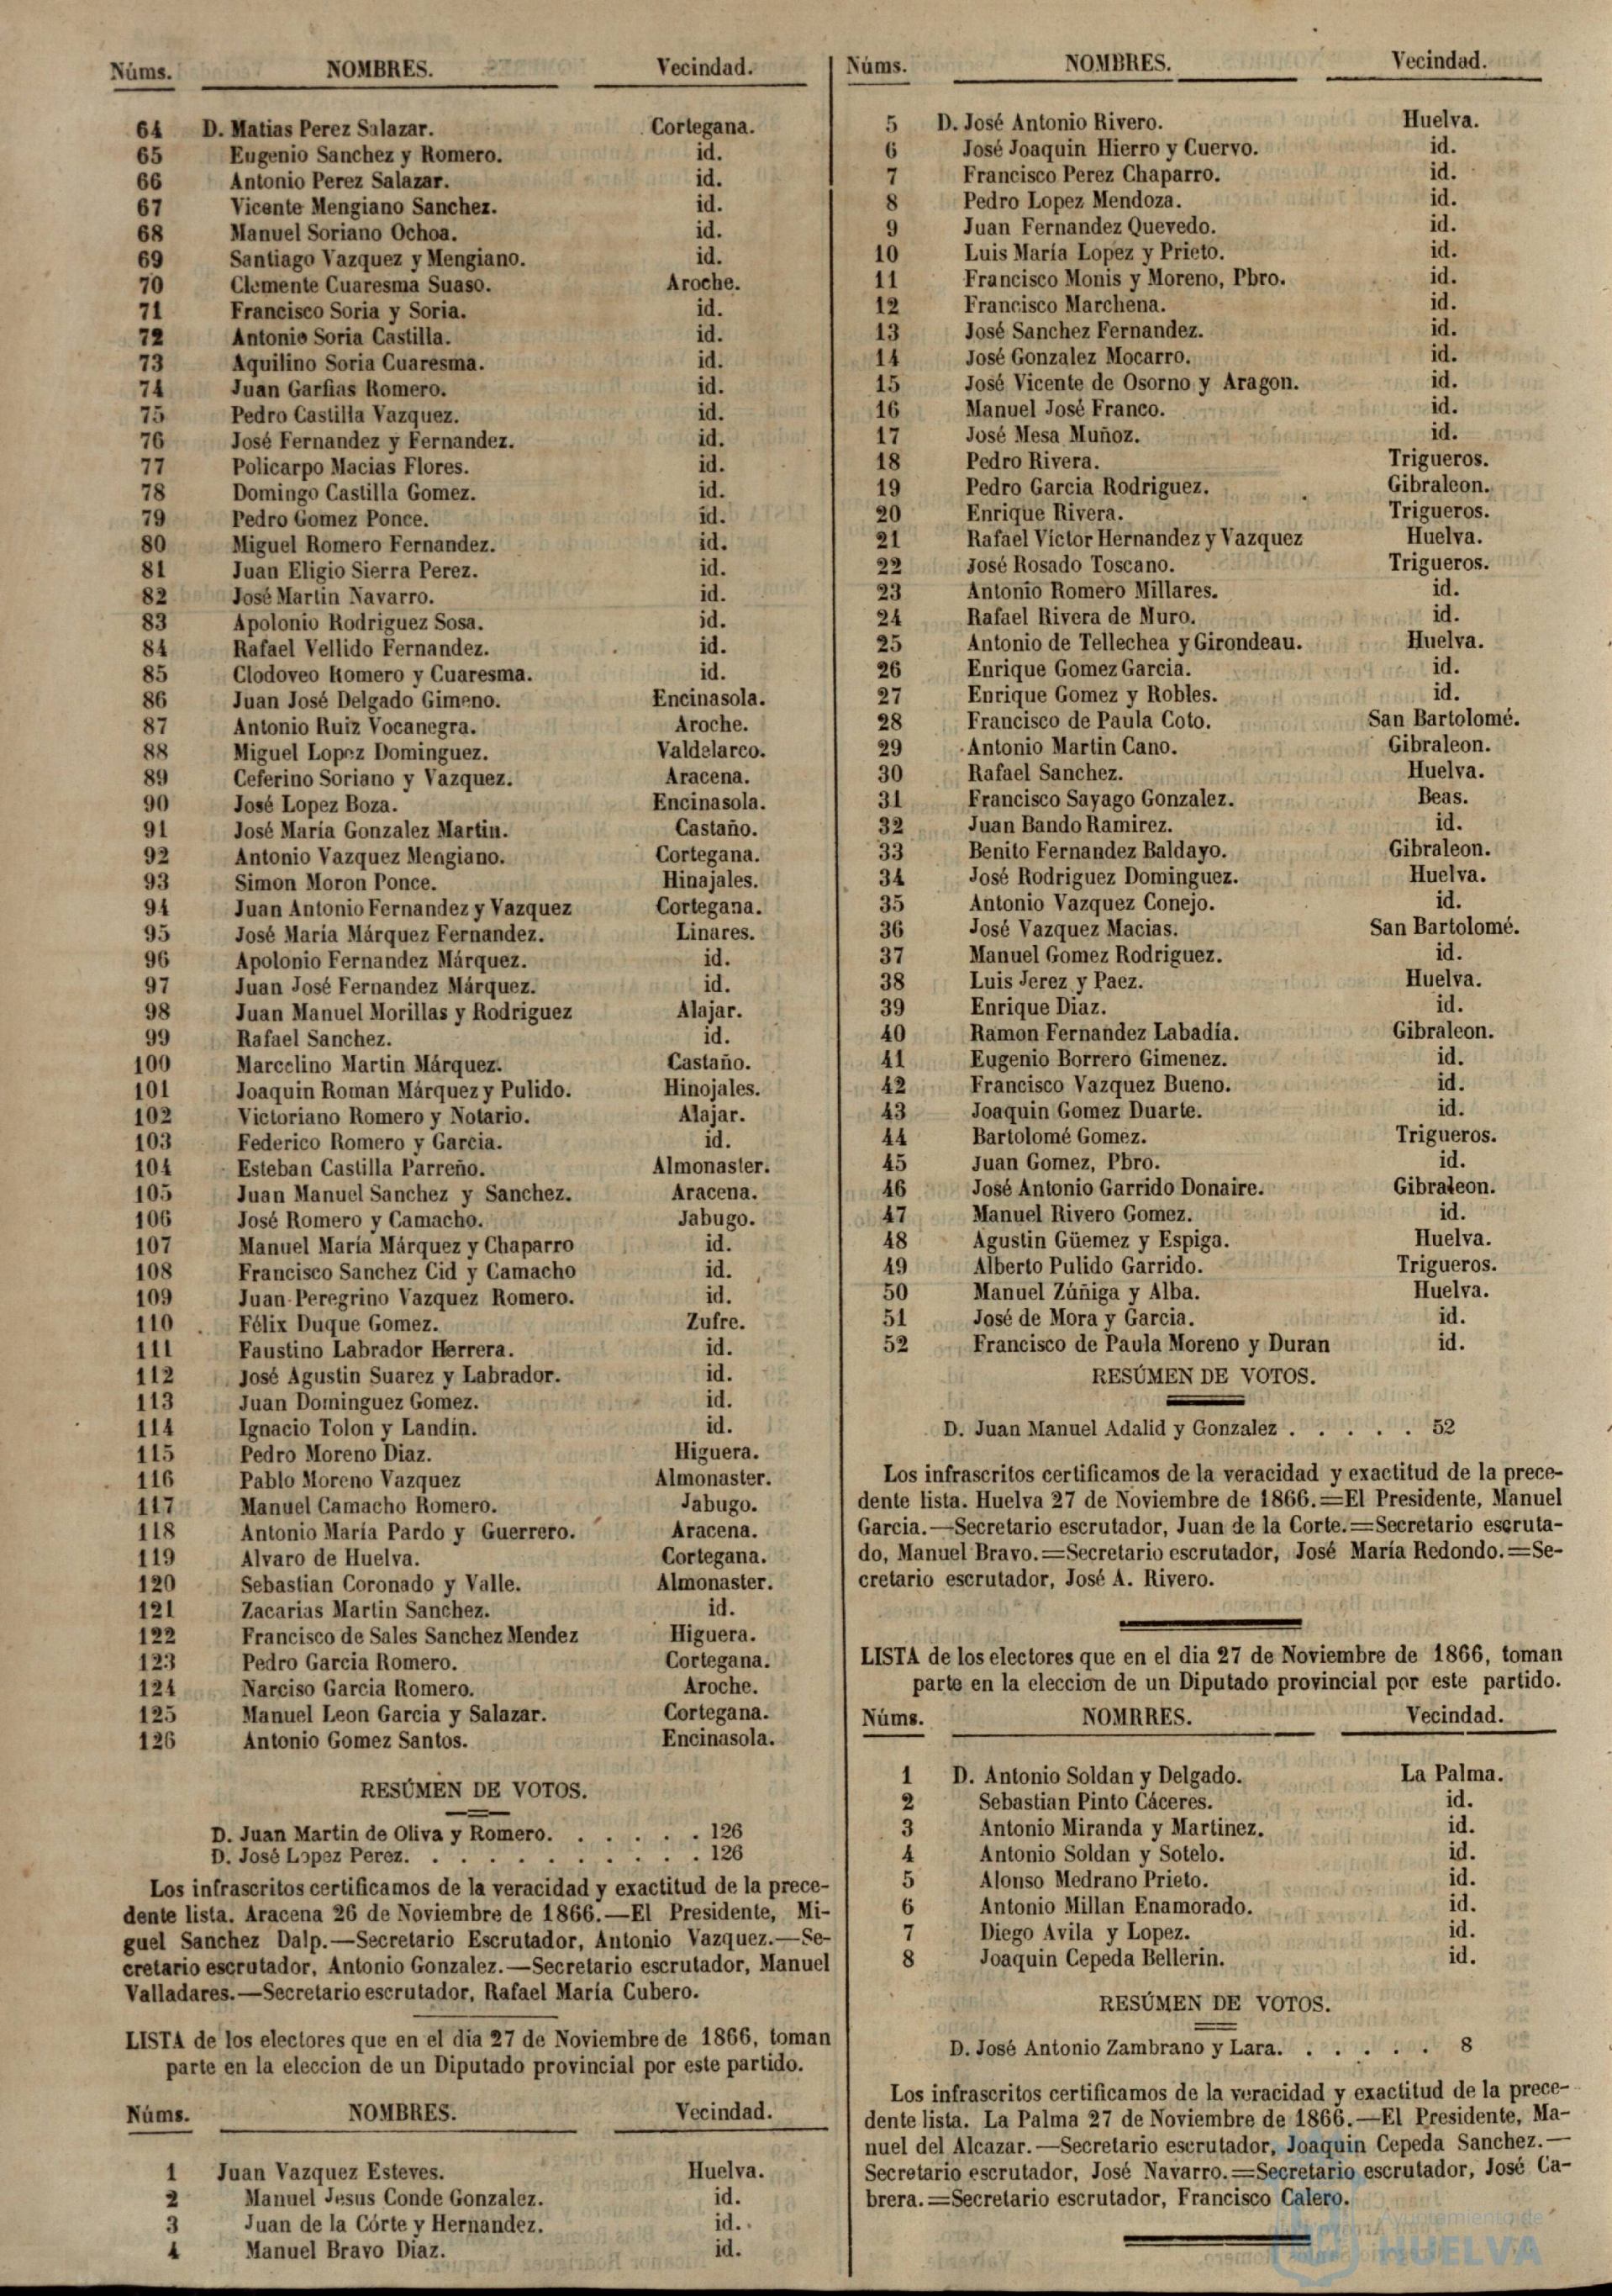 Núms. NOMBRES. Vecindad.
64 D. Matias Perez Salazar. Cortegana.
65 Eugenio Sanchez y Romero. id.
66 Antonio Perez Salazar. id.
67 Vicente Mengiano Sanchez. id.
68 Manuel Soriano Ochoa. id.
69 Santiago Vazquez y Mengiano. id.
70 Clemente Cuaresma Suaso. Aroche.
71 Francisco Soria y Soria. id.
72 Antonio Soria Castilla. id.
73 Aquilino Soria Cuaresma. id.
74 Juan Garfias Romero. id.
75 Pedro Castilla Vazquez. id.
76 José Fernandez y Fernandez. id.
77 Policarpo Macias Flores. id.
78 Domingo Castilla Gomez. id.
79 Pedro Gomez Ponce. id.
80 Miguel Romero Fernandez. id.
81 Juan Eligio Sierra Perez. id.
82 José Martin Navarro. id.
83 Apolonio Rodriguez Sosa. id.
84 Rafael Vellido Fernandez. id.
85 Clodoveo Romero y Cuaresma. id.
86 Juan José Delgado Gimeno. Encinasola.
87 Antonio Ruiz Vocanegra. Aroche.
88 Miguel Lopez Dominguez. Valdelarco.
89 Ceferino Soriano y Vazquez. Aracena.
90 José Lopez Boza. Encinasola.
91 José María Gonzalez Martin. Castaño.
92 Antonio Vazquez Mengiano. Cortegana.
93 Simon Moron Ponce. Hinajales.
94 Juan Antonio Fernandez y Vazquez Cortegana.
95 José María Márquez Fernandez. Linares.
96 Apolonio Fernandez Márquez. id.
97 Juan José Fernandez Márquez. id.
98 Juan Manuel Morillas y Rodriguez Alajar.
99 Rafael Sanchez. id.
100 Marcelino Martin Márquez. Castaño.
101 Joaquin Roman Márquez y Pulido. Hinojales.
102 Victoriano Romero y Notario. Alajar.
103 Federico Romero y Garcia. id.
104 Esteban Castilla Parreño. Almonaster.
105 Juan Manuel Sanchez y Sanchez. Aracena.
106 José Romero y Camacho. Jabugo.
107 Manuel María Márquez y Chaparro id.
108 Francisco Sanchez Cid y Camacho id.
109 Juan Peregrino Vazquez Romero. id.
110 Félix Duque Gomez. Zufre.
111 Faustino Labrador Herrera. id.
112 José Agustin Suarez y Labrador. id.
113 Juan Dominguez Gomez. id.
114 Ignacio Tolon y Landin. id.
115 Pedro Moreno Diaz. Higuera.
116 Pablo Moreno Vazquez Almonaster.
117 Manuel Camacho Romero. Jabugo.
118 Antonio María Pardo y Guerrero. Aracena.
119 Alvaro de Huelva. Cortegana.
120 Sebastian Coronado y Valle. Almonaster.
121 Zacarias Martin Sanchez. id.
122 Francisco de Sales Sanchez Mendez Higuera.
123 Pedro Garcia Romero. Cortegana.
124 Narciso Garcia Romero. Aroche.
125 Manuel Leon Garcia y Salazar. Cortegana.
126 Antonio Gomez Santos. Encinasola.
RESÚMEN DE VOTOS.
D. Juan Martin de Oliva y Romero. . . . . . . 126
D. José Lopez Perez. . . . . . . . . . . . 126
Los infrascritos certificamos de la veracidad y exactitud de la prece-
dente lista. Aracena 26 de Noviembre de 1866.—El Presidente, Mi-
guel Sanchez Dalp.—Secretario Escrutador, Antonio Vazquez.—Se-
cretario escrutador, Antonio Gonzalez.—Secretario escrutador, Manuel
Valladares.—Secretario escrutador, Rafael María Cubero.
LISTA de los electores que en el dia 27 de Noviembre de 1866, toman
parte en la eleccion de un Diputado provincial por este partido.
Núms. NOMBRES. Vecindad.
1 Juan Vazquez Esteves. Huelva.
2 Manuel Jesus Conde Gonzalez. id.
3 Juan de la Córte y Hernandez. id.
4 Manuel Bravo Diaz. id.
Núms. NOMBRES. Vecindad.
5 D. José Antonio Rivero. Huelva.
6 José Joaquin Hierro y Cuervo. id.
7 Francisco Perez Chaparro. id.
8 Pedro Lopez Mendoza. id.
9 Juan Fernandez Quevedo. id.
10 Luis María Lopez y Prieto. id.
11 Francisco Monis y Moreno, Pbro. id.
12 Francisco Marchena. id.
13 José Sanchez Fernandez. id.
14 José Gonzalez Mocarro. id.
15 José Vicente de Osorno y Aragon. id.
16 Manuel José Franco. id.
17 José Mesa Muñoz. id.
18 Pedro Rivera. Trigueros.
19 Pedro Garcia Rodriguez. Gibraleon.
20 Enrique Rivera. Trigueros.
21 Rafael Victor Hernandez y Vazquez Huelva.
22 José Rosado Toscano. Trigueros.
23 Antonio Romero Millares. id.
24 Rafael Rivera de Muro. id.
25 Antonio de Tellechea y Girondeau. Huelva.
26 Enrique Gomez Garcia. id.
27 Enrique Gomez y Robles. id.
28 Francisco de Paula Coto. San Bartolomé.
29 Antonio Martin Cano. Gibraleon.
30 Rafael Sanchez. Huelva.
31 Francisco Sayago Gonzalez. Beas.
32 Juan Bando Ramirez. id.
33 Benito Fernandez Baldayo. Gibraleon.
34 José Rodriguez Dominguez. Huelva.
35 Antonio Vazquez Conejo. id.
36 José Vazquez Macias. San Bartolomé.
37 Manuel Gomez Rodriguez. id.
38 Luis Jerez y Paez. Huelva.
39 Enrique Diaz. id.
40 Ramon Fernandez Labadía. Gibraleon.
41 Eugenio Borrero Gimenez. id.
42 Francisco Vazquez Bueno. id.
43 Joaquin Gomez Duarte. id.
44 Bartolomé Gomez. Trigueros.
45 Juan Gomez, Pbro. id.
46 José Antonio Garrido Donaire. Gibraleon.
47 Manuel Rivero Gomez. id.
48 Agustin Güemez y Espiga. Huelva.
49 Alberto Pulido Garrido. Trigueros.
50 Manuel Zúñiga y Alba. Huelva.
51 José de Mora y Garcia. id.
52 Francisco de Paula Moreno y Duran id.
RESÚMEN DE VOTOS.
D. Juan Manuel Adalid y Gonzalez . . . . . . 52
Los infrascritos certificamos de la veracidad y exactitud de la prece-
dente lista. Huelva 27 de Noviembre de 1866.=El Presidente, Manuel
Garcia.—Secretario escrutador, Juan de la Corte.=Secretario escruta-
do, Manuel Bravo.=Secretario escrutador, José María Redondo.=Se-
cretario escrutador, José A. Rivero.
LISTA de los electores que en el dia 27 de Noviembre de 1866, toman
parte en la eleccion de un Diputado provincial por este partido.
Núms. NOMRRES. Vecindad.
1 D. Antonio Soldan y Delgado. La Palma.
2 Sebastian Pinto Cáceres. id.
3 Antonio Miranda y Martinez. id.
4 Antonio Soldan y Sotelo. id.
5 Alonso Medrano Prieto. id.
6 Antonio Millan Enamorado. id.
7 Diego Avila y Lopez. id.
8 Joaquin Cepeda Bellerin. id.
RESÚMEN DE VOTOS.
D. José Antonio Zambrano y Lara. . . . . . . 8
Los infrascritos certificamos de la veracidad y exactitud de la prece-
dente lista. La Palma 27 de Noviembre de 1866.—El Presidente, Ma-
nuel del Alcazar.—Secretario escrutador, Joaquin Cepeda Sanchez.—
Secretario escrutador, José Navarro.=Secretario escrutador, José Ca-
brera.=Secretario escrutador, Francisco Calero.
Ayuntamiento de
HUELVA